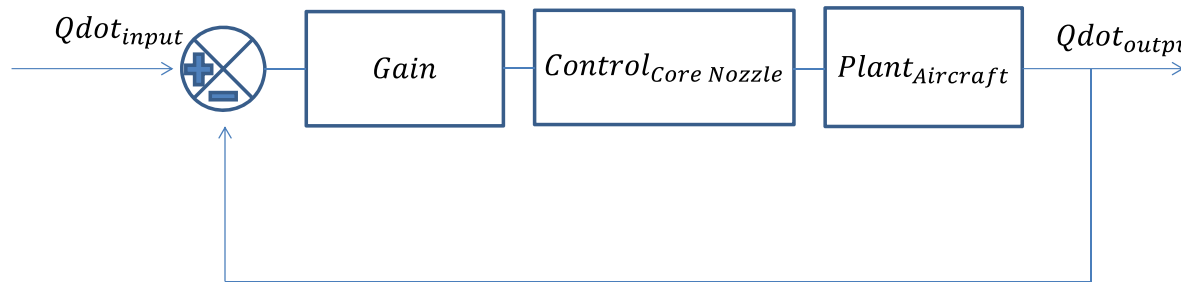 Qdot_input
Gain
Control_Core Nozzle
Plant_Aircraft
Qdot_outpu